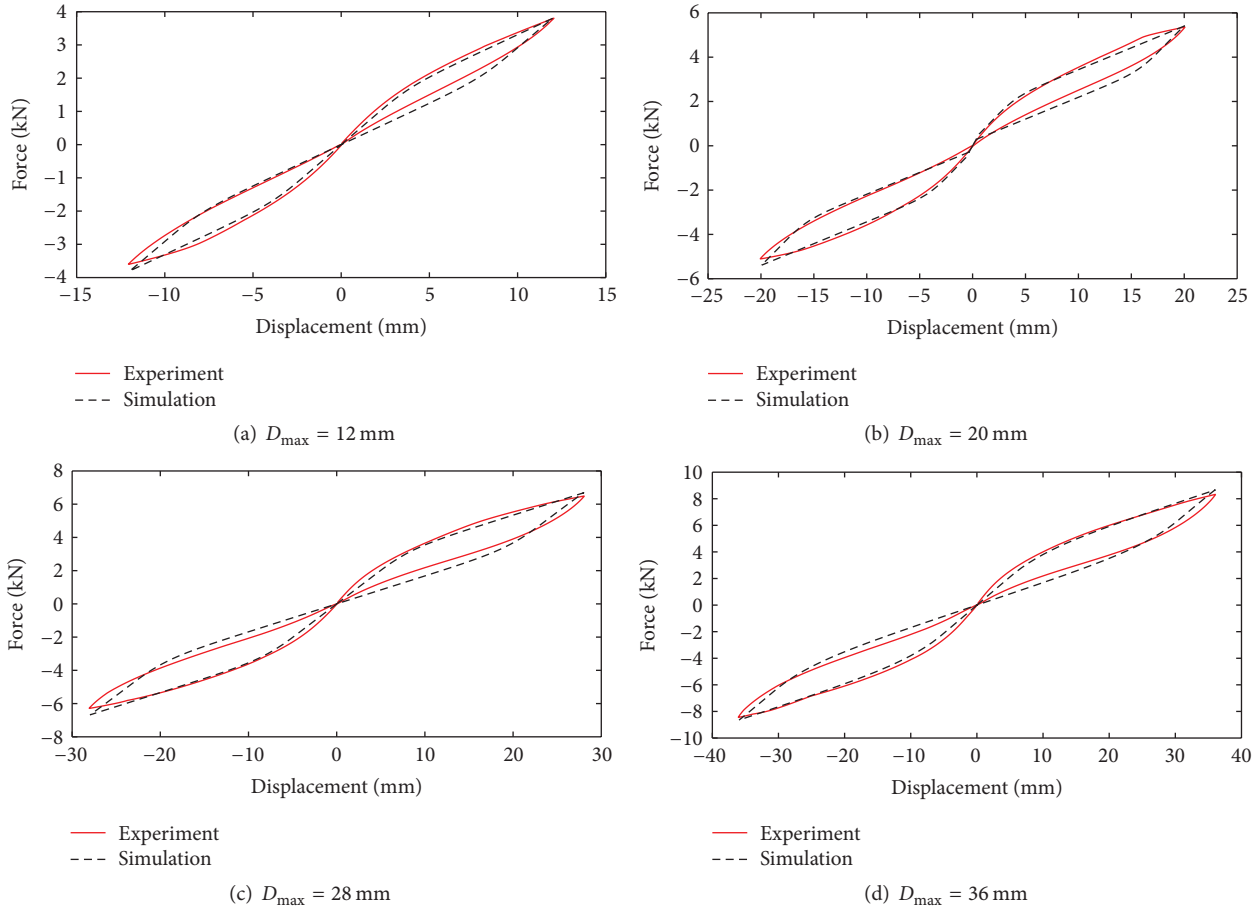 4
3
2
1
0
−1
−2
−3
−4
Force (kN)
−15 −10 −5 0 5 10 15
Displacement (mm)
Experiment
Simulation
(a) D_max = 12 mm
6
4
2
0
−2
−4
−6
Force (kN)
−25 −20 −15 −10 −5 0 5 10 15 20 25
Displacement (mm)
Experiment
Simulation
(b) D_max = 20 mm
8
6
4
2
0
−2
−4
−6
−8
Force (kN)
−30 −20 −10 0 10 20 30
Displacement (mm)
Experiment
Simulation
(c) D_max = 28 mm
10
8
6
4
2
0
−2
−4
−6
−8
−10
Force (kN)
−40 −30 −20 −10 0 10 20 30 40
Displacement (mm)
Experiment
Simulation
(d) D_max = 36 mm